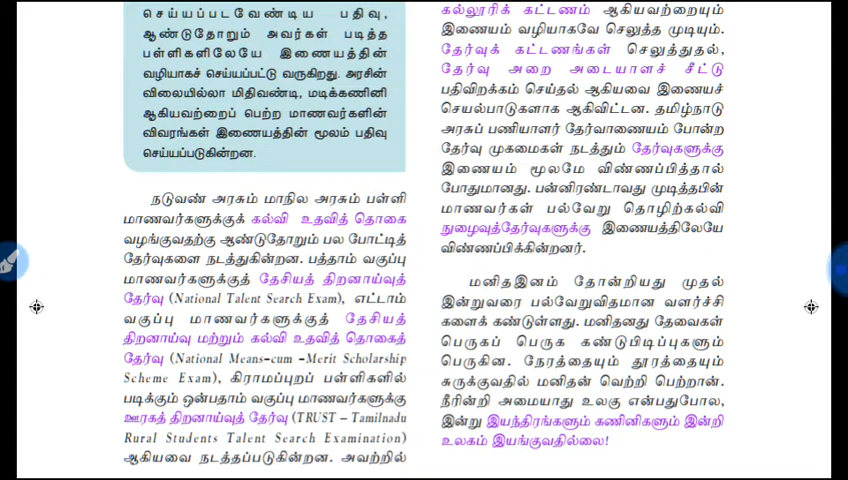 செய்யப்படவேண்டிய பதிவு,
ஆண்டுதோறும் அவர்கள் படித்த
பள்ளிகளிலேயே இணையத்தின்
வழியாகச் செய்யப்பட்டு வருகிறது. அரசின்
விலையில்லா மிதிவண்டி, மடிக்கணினி
ஆகியவற்றைப் பெற்ற மாணவர்களின்
விவரங்கள் இணையத்தின் மூலம் பதிவு
செய்யப்படுகின்றன.
நடுவண் அரசும் மாநில அரசும் பள்ளி
மாணவர்களுக்குக் கல்வி உதவித் தொகை
வழங்குவதற்கு ஆண்டுதோறும் பல போட்டித்
தேர்வுகளை நடத்துகின்றன. பத்தாம் வகுப்பு
மாணவர்களுக்குத் தேசியத் திறனாய்வுத்
தேர்வு (National Talent Search Exam), எட்டாம்
வகுப்பு மாணவர்களுக்குத் தேசியத்
திறனாய்வு மற்றும் கல்வி உதவித் தொகைத்
தேர்வு (National Means-cum -Merit Scholarship
Scheme Exam), கிராமப்புறப் பள்ளிகளில்
படிக்கும் ஒன்பதாம் வகுப்பு மாணவர்களுக்கு
ஊரகத் திறனாய்வுத் தேர்வு (TRUST – Tamilnadu
Rural Students Talent Search Examination)
ஆகியவை நடத்தப்படுகின்றன. அவற்றில்
கல்லூரிக் கட்டணம் ஆகியவற்றையும்
இணையம் வழியாகவே செலுத்த முடியும்.
தேர்வுக் கட்டணங்கள் செலுத்துதல்,
தேர்வு அறை அடையாளச் சீட்டு
பதிவிறக்கம் செய்தல் ஆகியவை இணையச்
செயல்பாடுகளாக ஆகிவிட்டன. தமிழ்நாடு
அரசுப் பணியாளர் தேர்வாணையம் போன்ற
தேர்வு முகமைகள் நடத்தும் தேர்வுகளுக்கு
இணையம் மூலமே விண்ணப்பித்தால்
போதுமானது. பன்னிரண்டாவது முடித்தபின்
மாணவர்கள் பல்வேறு தொழிற்கல்வி
நுழைவுத்தேர்வுகளுக்கு இணையத்திலேயே
விண்ணப்பிக்கின்றனர்.
மனிதஇனம் தோன்றியது முதல்
இன்றுவரை பல்வேறுவிதமான வளர்ச்சி
களைக் கண்டுள்ளது. மனிதனது தேவைகள்
பெருகப் பெருக கண்டுபிடிப்புகளும்
பெருகின. நேரத்தையும் தூரத்தையும்
சுருக்குவதில் மனிதன் வெற்றி பெற்றான்.
நீரின்றி அமையாது உலகு என்பதுபோல,
இன்று இயந்திரங்களும் கணினிகளும் இன்றி
உலகம் இயங்குவதில்லை!